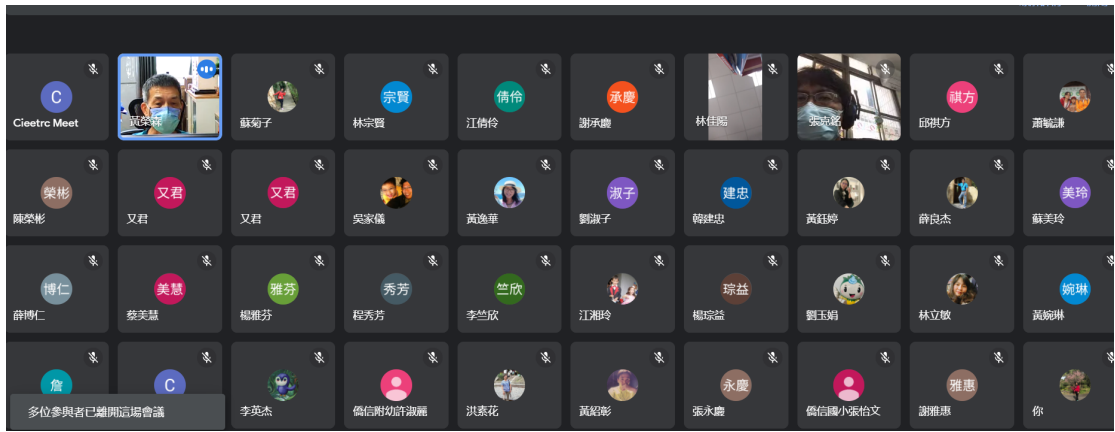 C
Cieetrc Meet
黃榮森
蘇菊子
宗賢
林宗賢
倩伶
江倩伶
承慶
謝承慶
林佳陽
張克銘
祺方
邱祺方
蕭毓謙
榮彬
陳榮彬
又君
又君
又君
又君
吳家儀
黃逸華
淑子
劉淑子
建忠
韓建忠
黃鈺婷
薛良杰
美玲
蘇美玲
博仁
薛博仁
美慧
蔡美慧
雅芬
楊雅芬
秀芳
程秀芳
竺欣
李竺欣
江湘玲
琮益
楊琮益
劉玉娟
林立敏
婉琳
黃婉琳
詹
C
李英杰
僑信附幼許淑麗
洪素花
黃紹彰
永慶
張永慶
僑信國小張怡文
雅惠
謝雅惠
你
多位參與者已離開這場會議